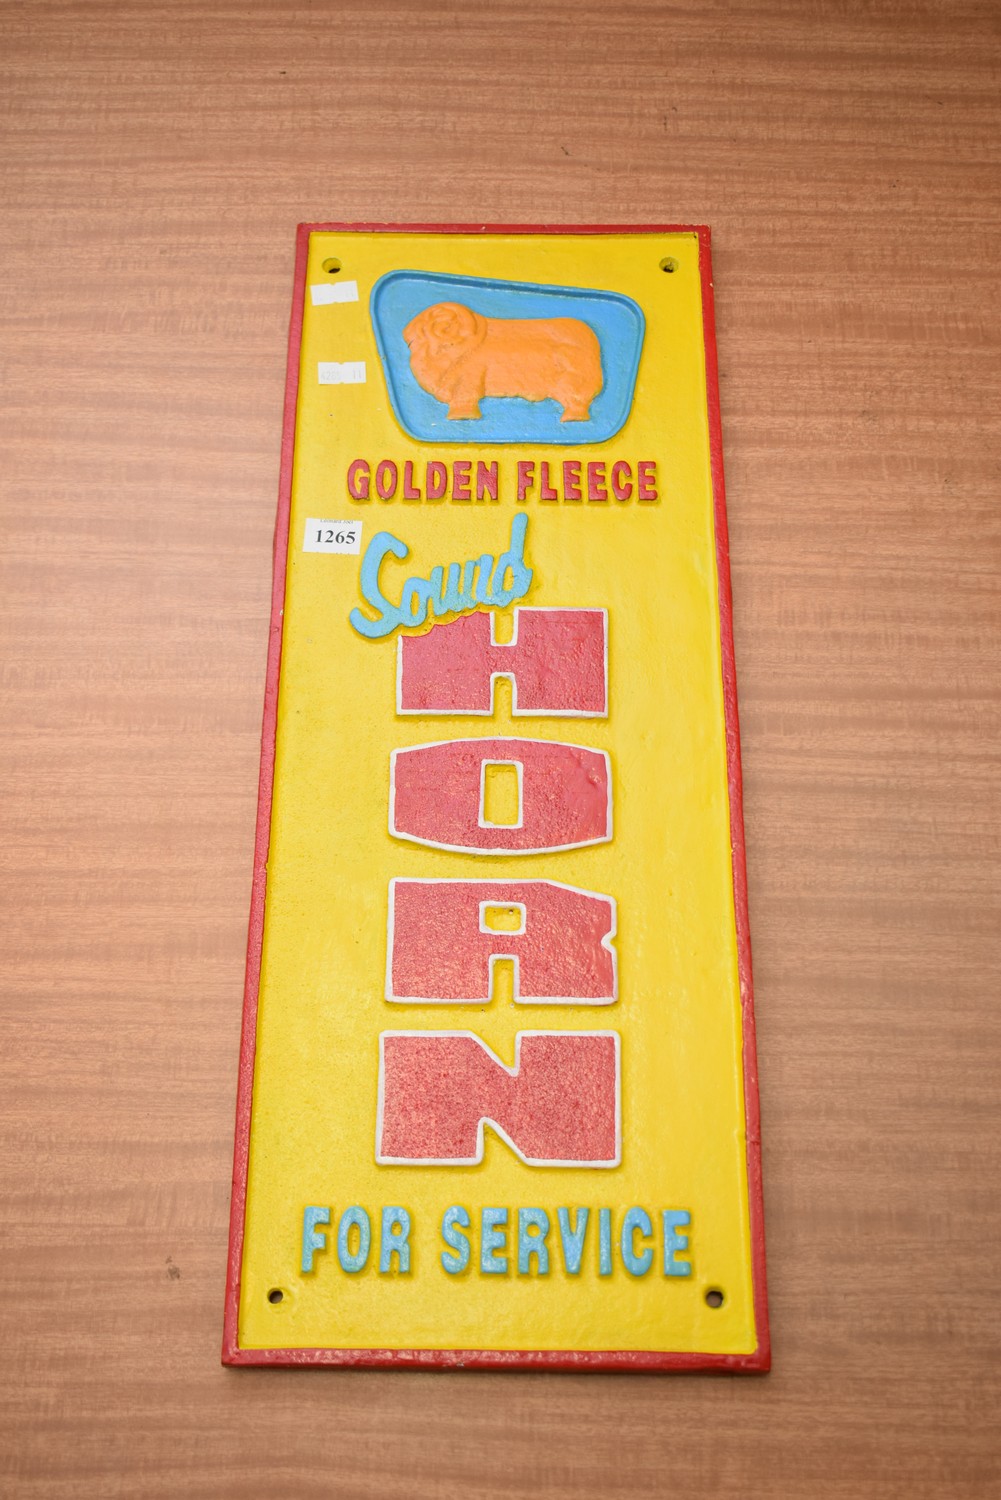 GOLDEN FLEECE
1265
Sound
HORN
FOR SERVICE